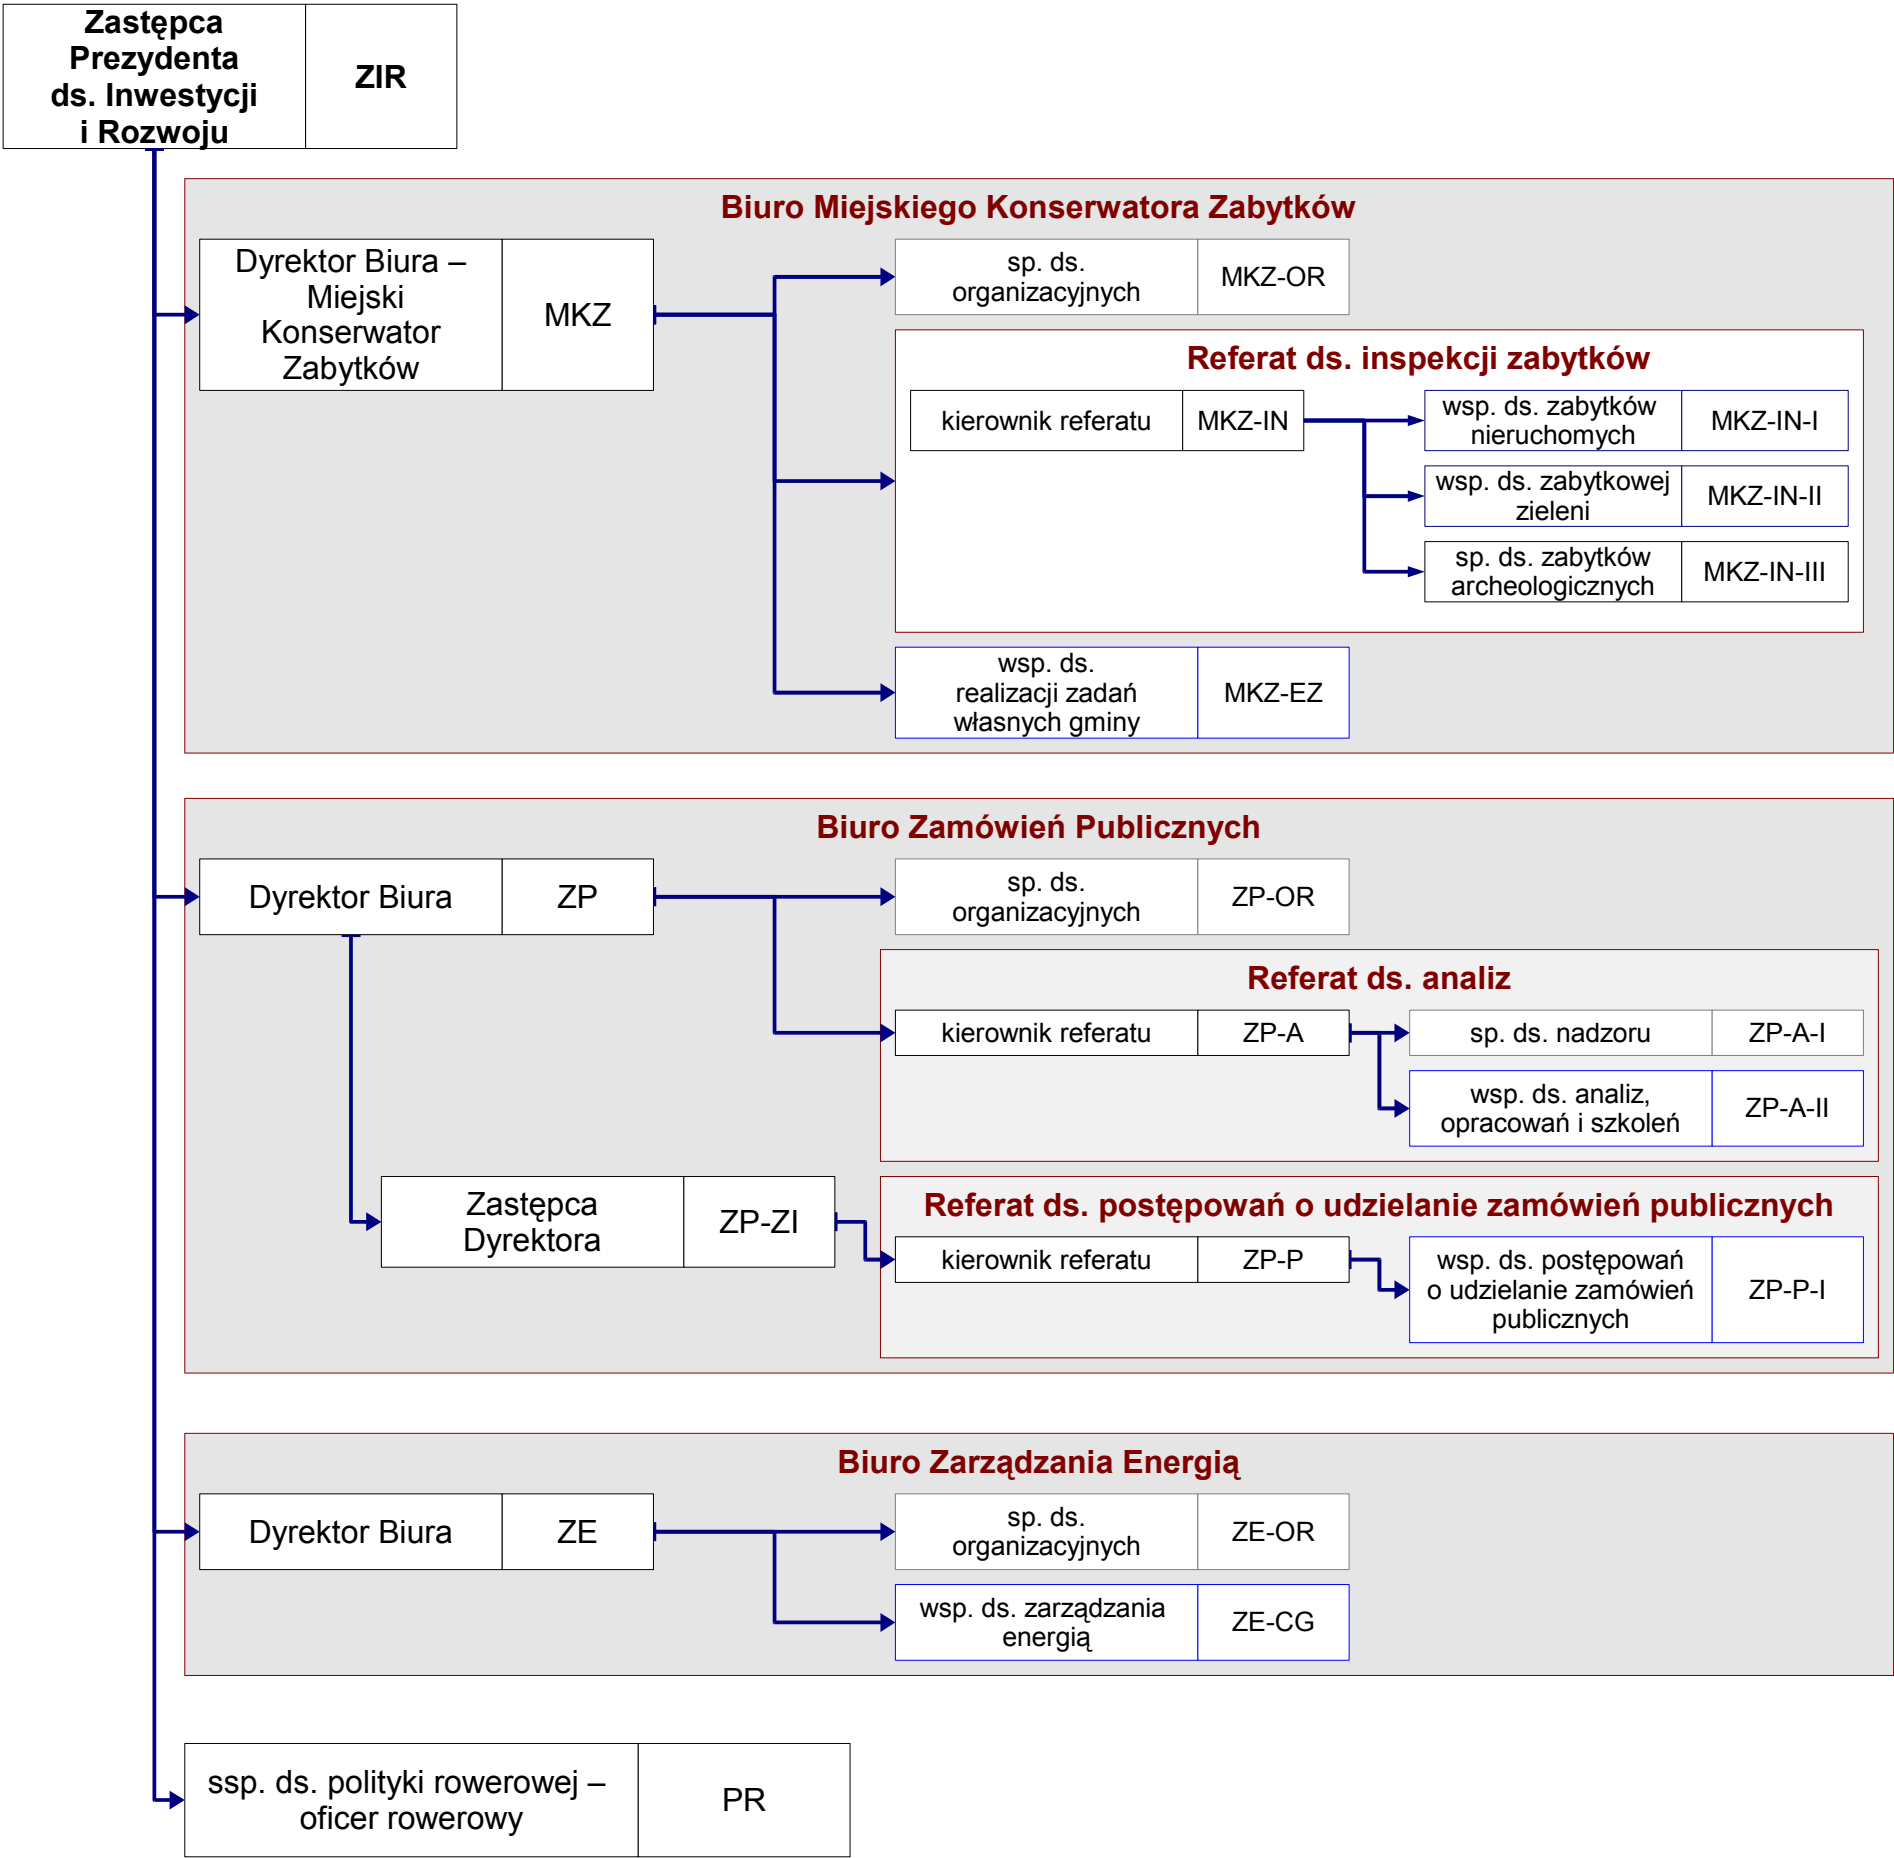 Zastępca
Prezydenta
ds. Inwestycji
i Rozwoju
ZIR
Biuro Miejskiego Konserwatora Zabytków
Dyrektor Biura –
Miejski
Konserwator
Zabytków
MKZ
sp. ds.
organizacyjnych
MKZ-OR
Referat ds. inspekcji zabytków
kierownik referatu
MKZ-IN
wsp. ds. zabytków
nieruchomych
MKZ-IN-I
wsp. ds. zabytkowej
zieleni
MKZ-IN-II
sp. ds. zabytków
archeologicznych
MKZ-IN-III
wsp. ds.
realizacji zadań
własnych gminy
MKZ-EZ
Biuro Zamówień Publicznych
Dyrektor Biura
ZP
sp. ds.
organizacyjnych
ZP-OR
Referat ds. analiz
kierownik referatu
ZP-A
sp. ds. nadzoru
ZP-A-I
wsp. ds. analiz,
opracowań i szkoleń
ZP-A-II
Zastępca
Dyrektora
ZP-ZI
Referat ds. postępowań o udzielanie zamówień publicznych
kierownik referatu
ZP-P
wsp. ds. postępowań
o udzielanie zamówień
publicznych
ZP-P-I
Biuro Zarządzania Energią
Dyrektor Biura
ZE
sp. ds.
organizacyjnych
ZE-OR
wsp. ds. zarządzania
energią
ZE-CG
ssp. ds. polityki rowerowej –
oficer rowerowy
PR